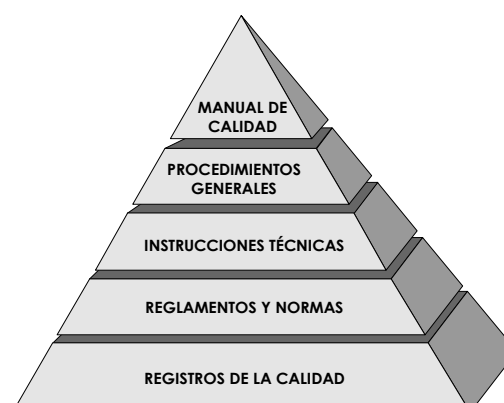 MANUAL DE
CALIDAD
PROCEDIMIENTOS
GENERALES
INSTRUCCIONES TÉCNICAS
REGLAMENTOS Y NORMAS
REGISTROS DE LA CALIDAD